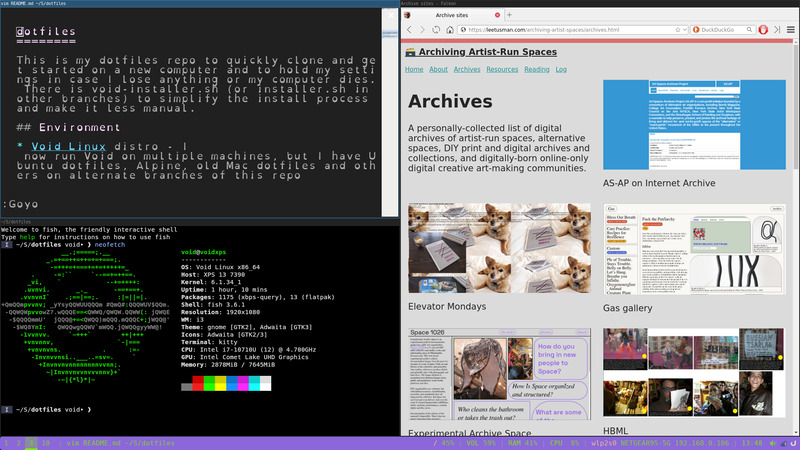 vim README.md ~/S/dotfiles
dotfiles
========
This is my dotfiles repo to quickly clone and ge
t started on a new computer and to hold my setti
ngs in case I lose anything or my computer dies.
There is void-installer.sh (or installer.sh in
other branches) to simplify the install process
and make it less manual.
## Environment
* Void Linux distro - I
now run Void on multiple machines, but I have U
buntu dotfiles, Alpine, old Mac dotfiles and oth
ers on alternate branches of this repo
:Goyo
~/S/dotfiles
Welcome to fish, the friendly interactive shell
Type help for instructions on how to use fish
I ~/S/dotfiles void• ❯ neofetch
void@voidxps
------------
OS: Void Linux x86_64
Host: XPS 13 7390
Kernel: 6.1.34_1
Uptime: 1 hour, 10 mins
Packages: 1175 (xbps-query), 13 (flatpak)
Shell: fish 3.6.1
Resolution: 1920x1080
WM: i3
Theme: gnome [GTK2], Adwaita [GTK3]
Icons: Adwaita [GTK2/3]
Terminal: kitty
CPU: Intel i7-10710U (12) @ 4.700GHz
GPU: Intel Comet Lake UHD Graphics
Memory: 2878MiB / 7645MiB
I ~/S/dotfiles void• ❯
Archive sites - Falkon
Archive sites
https://leetusman.com/archiving-artist-spaces/archives.html
DuckDuckGo
Archiving Artist-Run Spaces
Home About Archives Resources Reading Log
Archives
A personally-collected list of digital
archives of artist-run spaces, alternative
spaces, DIY print and digital archives and
collections, and digitally-born online-only
digital creative art-making communities.
AS-AP on Internet Archive
Elevator Mondays
Gas gallery
Space 1026
How do you
bring in new
people to
Space?
How Is Space organized
and structured?
Who cleans the bathroom
or takes the trash out?
What are some
Experimental Archive Space
HBML
1 2 3 10 vim README.md ~/S/dotfiles
/ 45% | VOL 59% | RAM 41% | CPU 8% | wlp2s0 NETGEAR95-5G 192.168.0.106 | 13:48